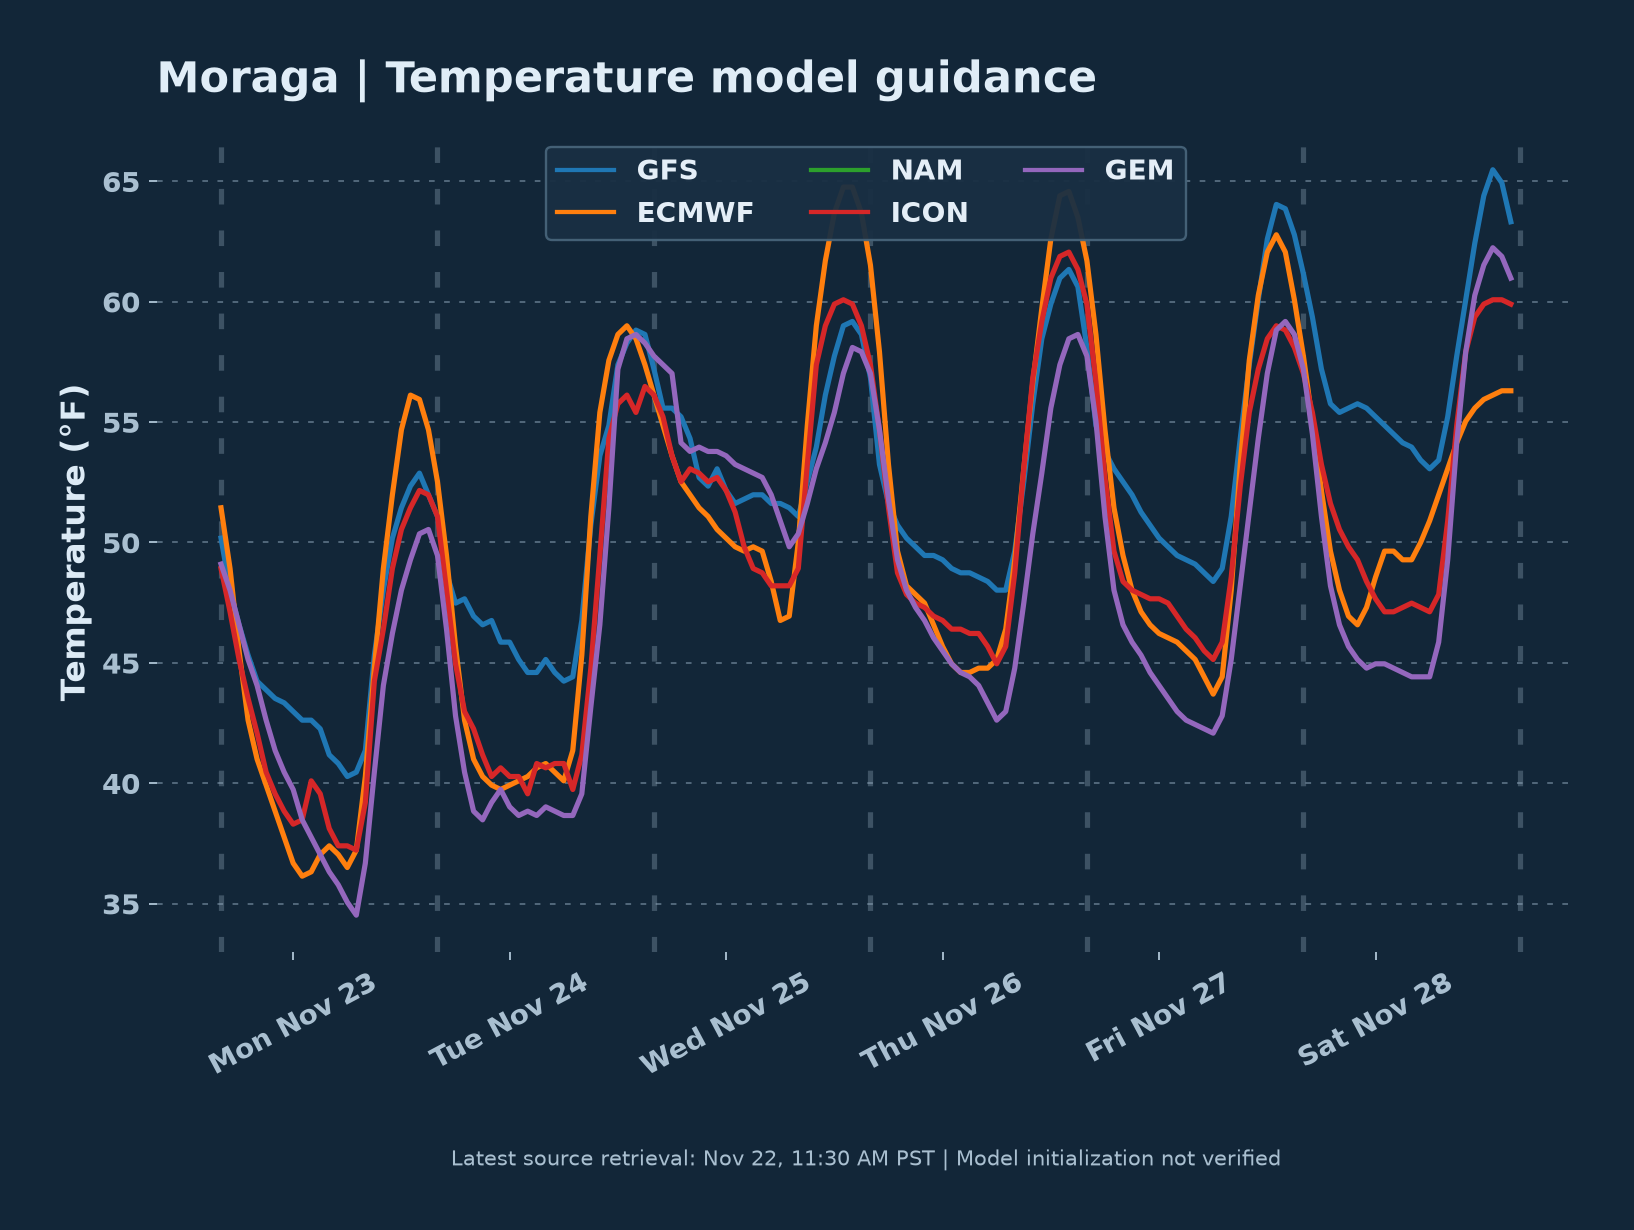 Moraga | Temperature model guidance
GFS NAM GEM
ECMWF ICON
65
60
55
50
45
40
35
Temperature (°F)
Mon Nov 23
Tue Nov 24
Wed Nov 25
Thu Nov 26
Fri Nov 27
Sat Nov 28
Latest source retrieval: Nov 22, 11:30 AM PST | Model initialization not verified